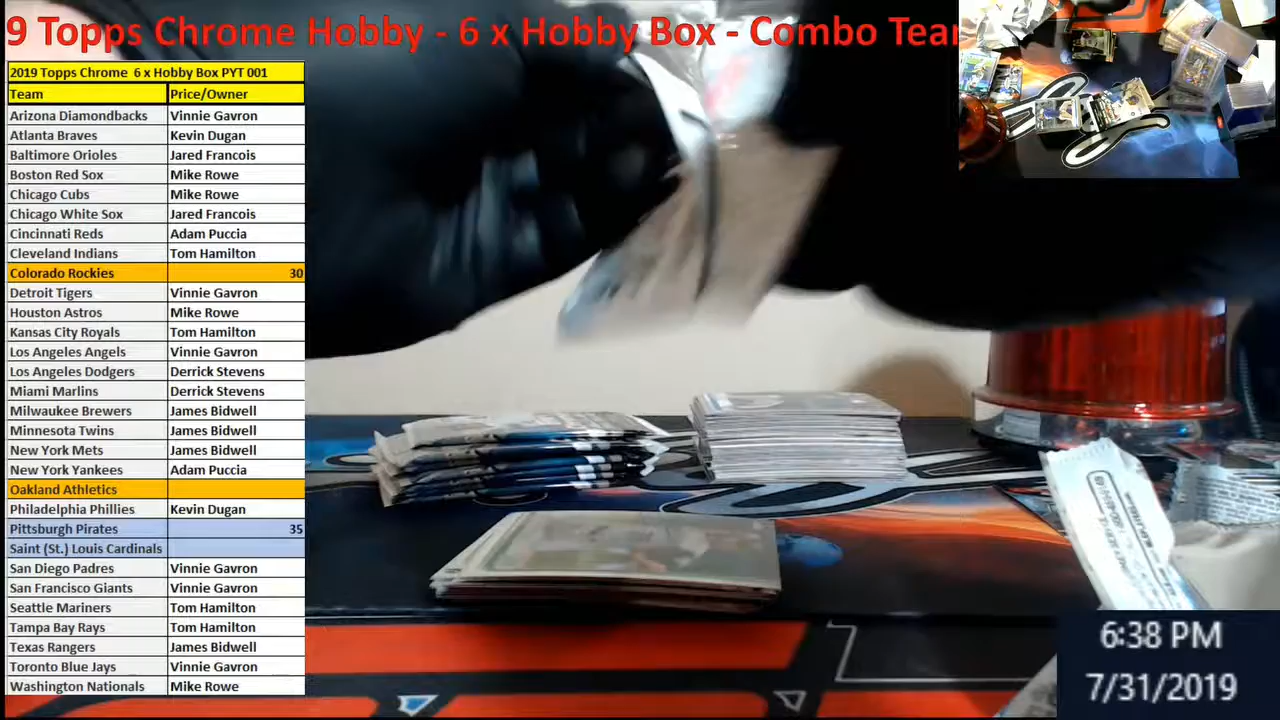 9 Topps Chrome Hobby - 6 x Hobby Box - Combo Tea
2019 Topps Chrome 6 x Hobby Box PYT 001
Team Price/Owner
Arizona Diamondbacks Vinnie Gavron
Atlanta Braves Kevin Dugan
Baltimore Orioles Jared Francois
Boston Red Sox Mike Rowe
Chicago Cubs Mike Rowe
Chicago White Sox Jared Francois
Cincinnati Reds Adam Puccia
Cleveland Indians Tom Hamilton
Colorado Rockies 30
Detroit Tigers Vinnie Gavron
Houston Astros Mike Rowe
Kansas City Royals Tom Hamilton
Los Angeles Angels Vinnie Gavron
Los Angeles Dodgers Derrick Stevens
Miami Marlins Derrick Stevens
Milwaukee Brewers James Bidwell
Minnesota Twins James Bidwell
New York Mets James Bidwell
New York Yankees Adam Puccia
Oakland Athletics
Philadelphia Phillies Kevin Dugan
Pittsburgh Pirates 35
Saint (St.) Louis Cardinals
San Diego Padres Vinnie Gavron
San Francisco Giants Vinnie Gavron
Seattle Mariners Tom Hamilton
Tampa Bay Rays Tom Hamilton
Texas Rangers James Bidwell
Toronto Blue Jays Vinnie Gavron
Washington Nationals Mike Rowe
6:38 PM
7/31/2019